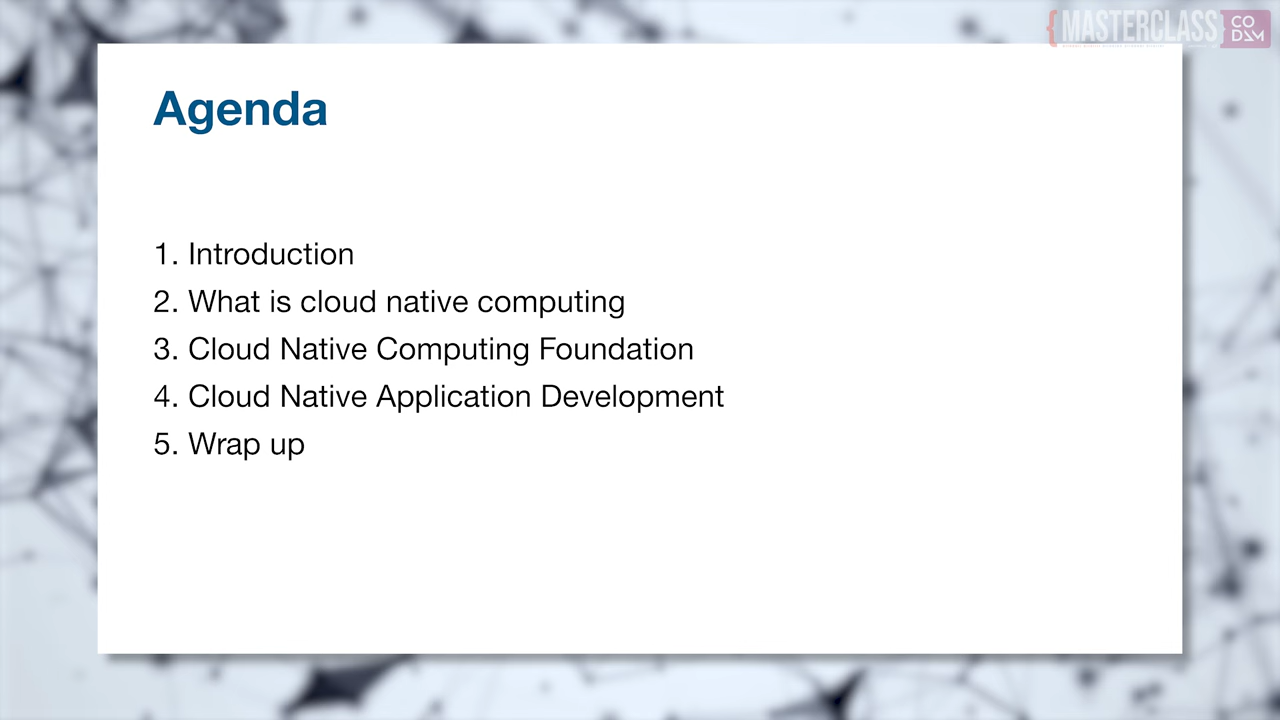 {MASTERCLASS}
CO
D⅄M
Agenda
1. Introduction
2. What is cloud native computing
3. Cloud Native Computing Foundation
4. Cloud Native Application Development
5. Wrap up